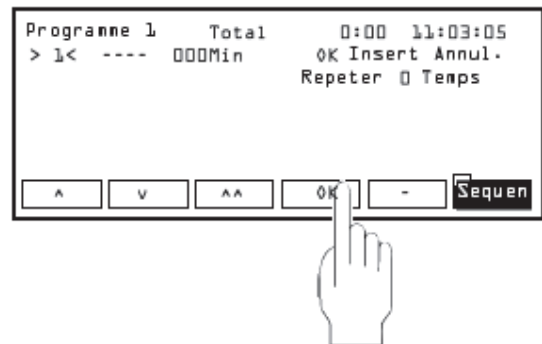 Programme 1 Total 0:00 11:03:05
> 1< ---- 000Min OK Insert Annul.
Repeter 0 Temps
^ v ^^ OK - Sequen